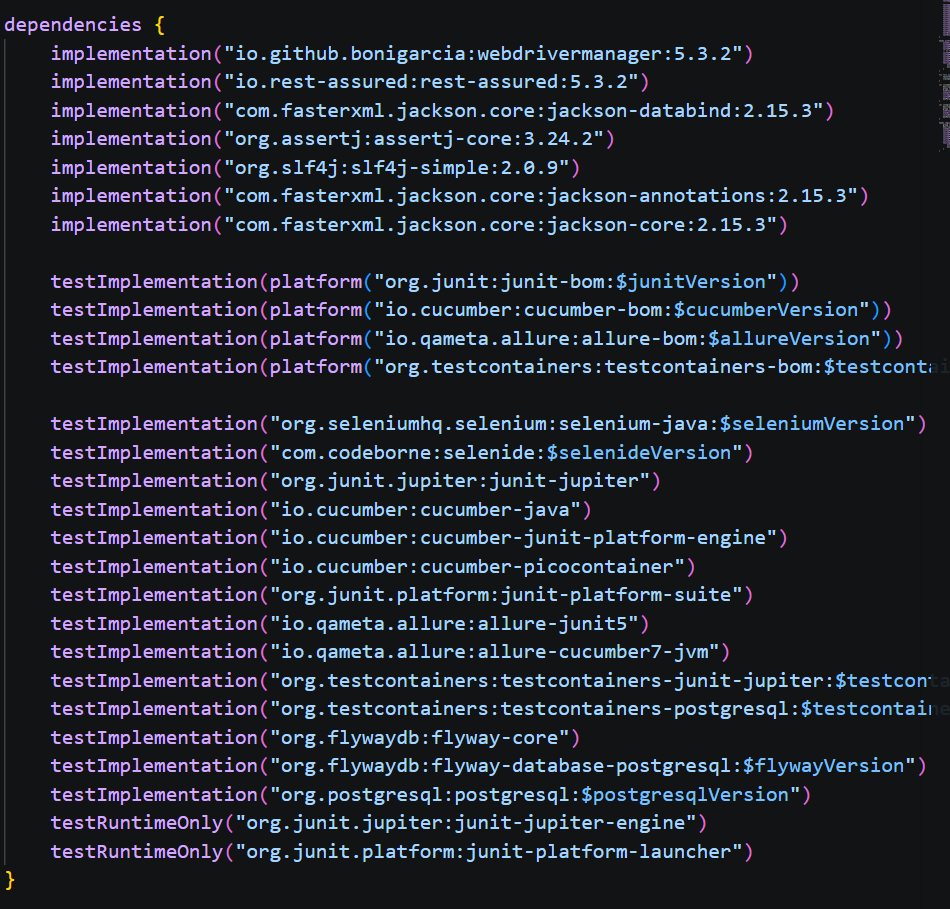 dependencies {
implementation("io.github.bonigarcia:webdrivermanager:5.3.2")
implementation("io.rest-assured:rest-assured:5.3.2")
implementation("com.fasterxml.jackson.core:jackson-databind:2.15.3")
implementation("org.assertj:assertj-core:3.24.2")
implementation("org.slf4j:slf4j-simple:2.0.9")
implementation("com.fasterxml.jackson.core:jackson-annotations:2.15.3")
implementation("com.fasterxml.jackson.core:jackson-core:2.15.3")
testImplementation(platform("org.junit:junit-bom:$junitVersion"))
testImplementation(platform("io.cucumber:cucumber-bom:$cucumberVersion"))
testImplementation(platform("io.qameta.allure:allure-bom:$allureVersion"))
testImplementation(platform("org.testcontainers:testcontainers-bom:$testcontai
testImplementation("org.seleniumhq.selenium:selenium-java:$seleniumVersion")
testImplementation("com.codeborne:selenide:$selenideVersion")
testImplementation("org.junit.jupiter:junit-jupiter")
testImplementation("io.cucumber:cucumber-java")
testImplementation("io.cucumber:cucumber-junit-platform-engine")
testImplementation("io.cucumber:cucumber-picocontainer")
testImplementation("org.junit.platform:junit-platform-suite")
testImplementation("io.qameta.allure:allure-junit5")
testImplementation("io.qameta.allure:allure-cucumber7-jvm")
testImplementation("org.testcontainers:testcontainers-junit-jupiter:$testconta
testImplementation("org.testcontainers:testcontainers-postgresql:$testcontaine
testImplementation("org.flywaydb:flyway-core")
testImplementation("org.flywaydb:flyway-database-postgresql:$flywayVersion")
testImplementation("org.postgresql:postgresql:$postgresqlVersion")
testRuntimeOnly("org.junit.jupiter:junit-jupiter-engine")
testRuntimeOnly("org.junit.platform:junit-platform-launcher")
}